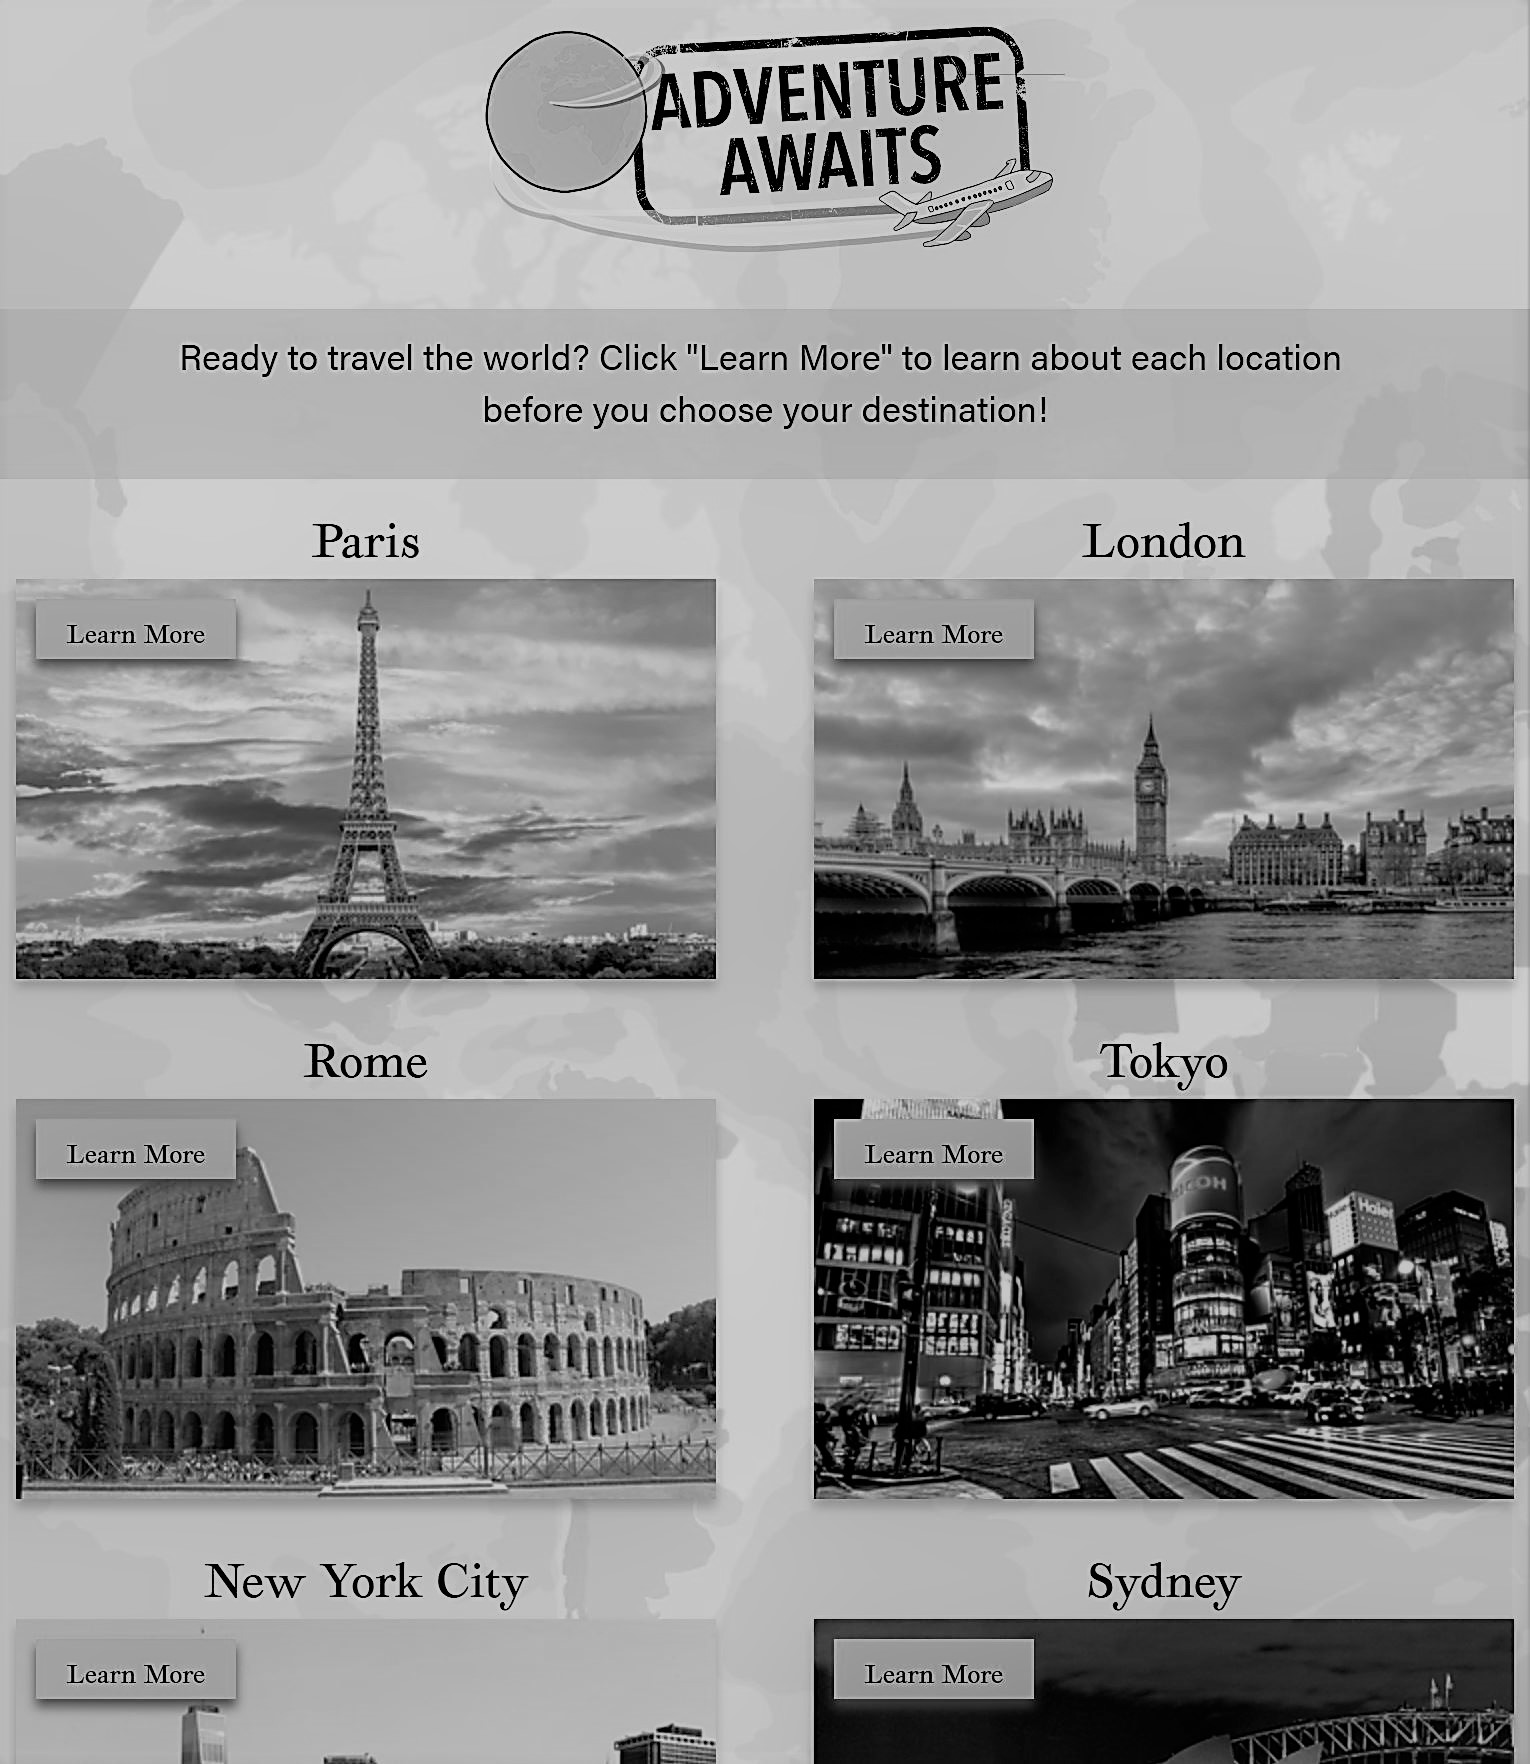 ADVENTURE
AWAITS
Ready to travel the world? Click "Learn More" to learn about each location
before you choose your destination!
Paris
London
Learn More
Learn More
Rome
Tokyo
Learn More
Learn More
RICOH
Haier
New York City
Sydney
Learn More
Learn More